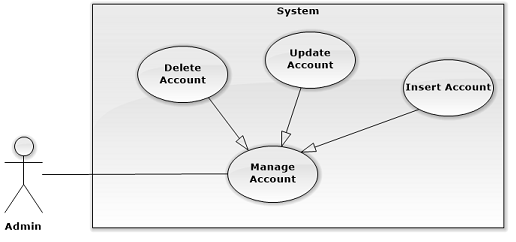 System
Delete
Account
Update
Account
Insert Account
Manage
Account
Admin